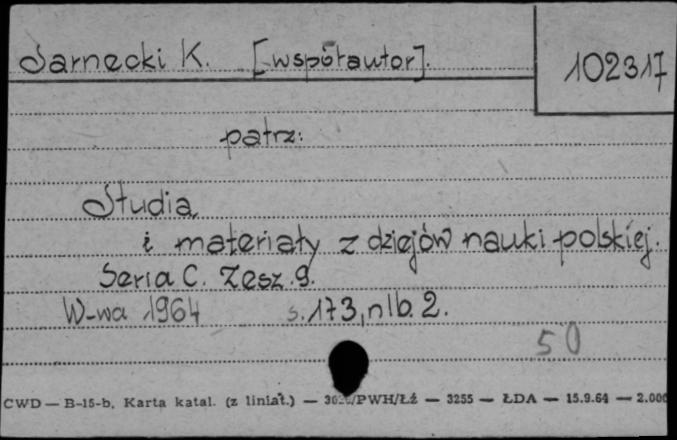 Sarnecki K. [współautor].
102317
patrz:
Studia
i materiały z dziejów nauki polskiej.
Seria C. Zesz. 9.
W-wa 1964 s. 173, nlb. 2.
50
CWD — B-15-b, Karta katal. (z liniat.) — /PWH/Łź — 3255 — ŁDA — 15.9.64 — 2.000